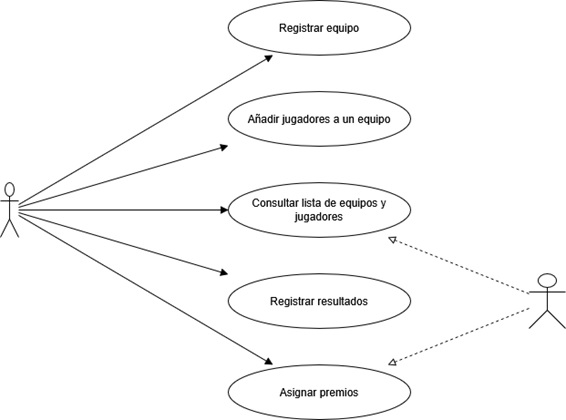 Registrar equipo
Añadir jugadores a un equipo
Consultar lista de equipos y
jugadores
Registrar resultados
Asignar premios